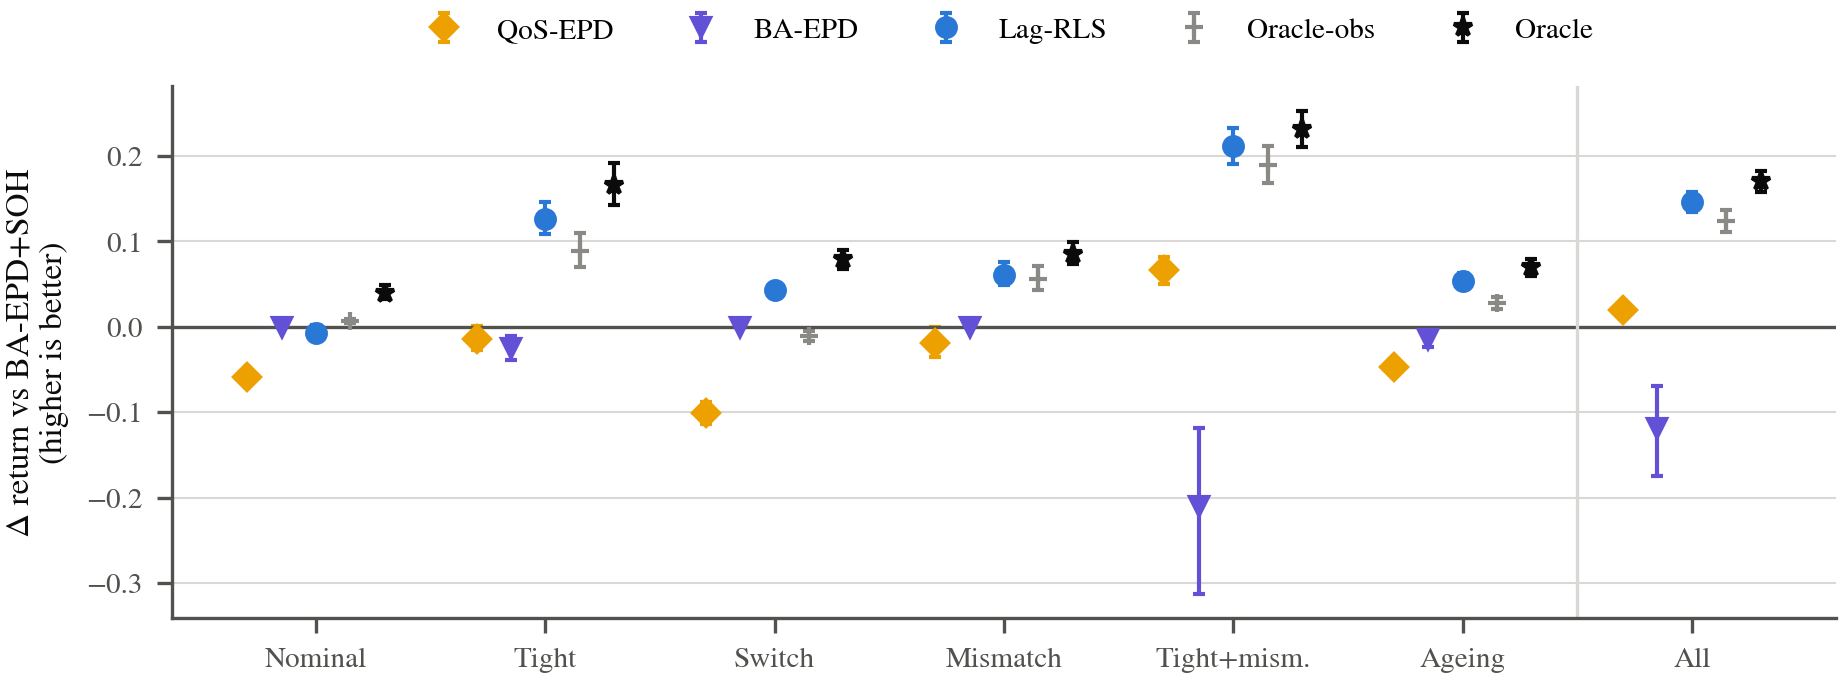 QoS-EPD BA-EPD Lag-RLS Oracle-obs Oracle
Δ return vs BA-EPD+SOH
(higher is better)
0.2
0.1
0.0
−0.1
−0.2
−0.3
Nominal Tight Switch Mismatch Tight+mism. Ageing All